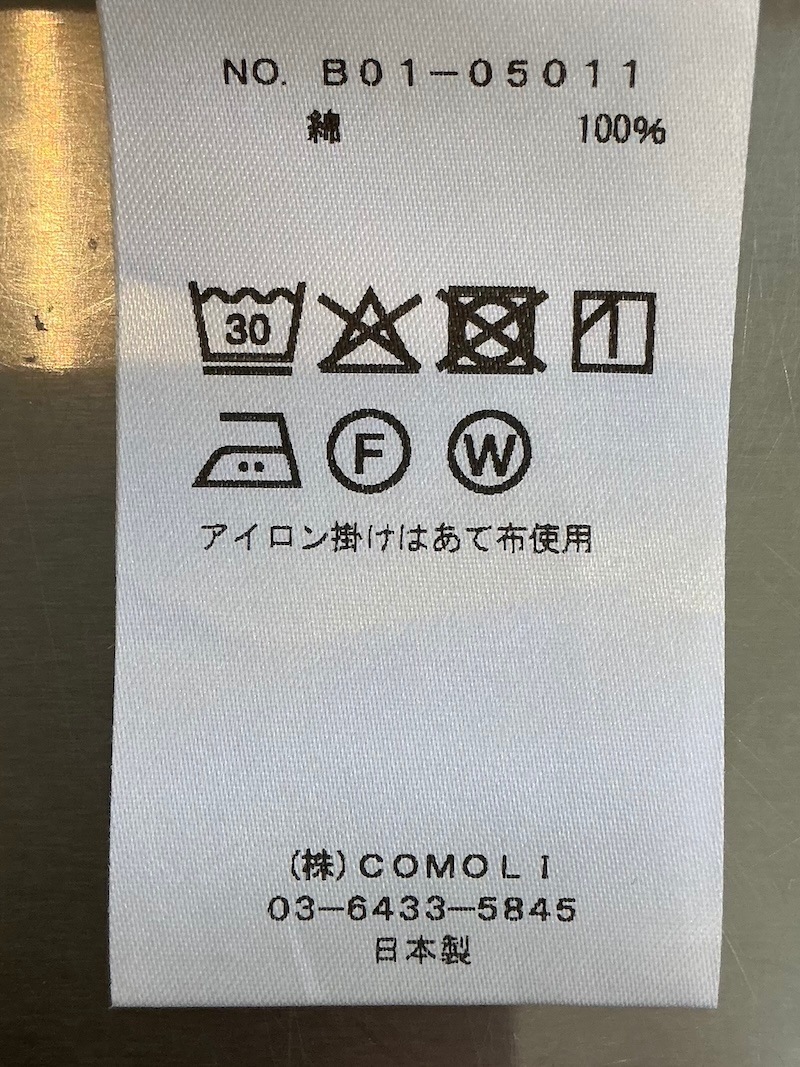 NO. B01-05011
綿 100%
30
F W
アイロン掛けはあて布使用
(株)COMOLI
03-6433-5845
日本製